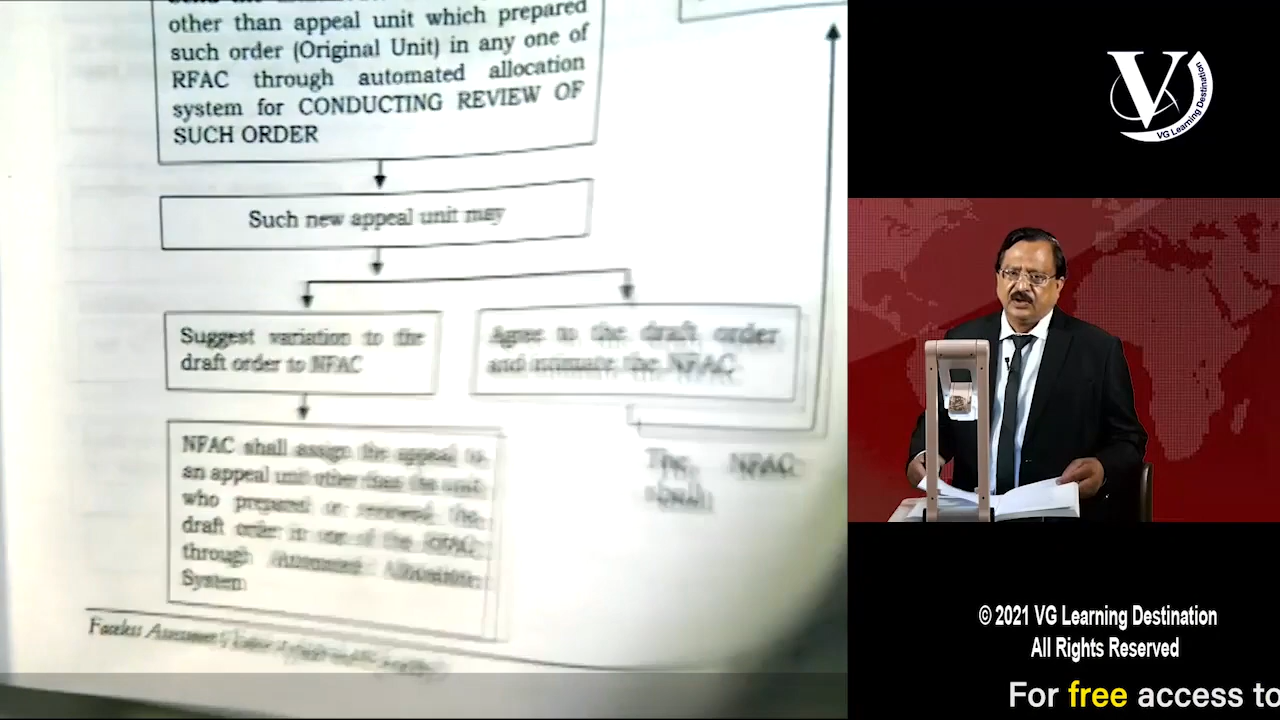 other than appeal unit which prepared
such order (Original Unit) in any one of
RFAC through automated allocation
system for CONDUCTING REVIEW OF
SUCH ORDER
Such new appeal unit may
Suggest variation to the
draft order to NFAC
Agree to the draft order
and intimate the NFAC
NFAC shall assign the appeal to
an appeal unit other than the unit
who prepared or reviewed the
draft order in one of the RFAC
through Automated Allocation
System
The NFAC
shall
Faceless Assessment
V
VG Learning Destination
© 2021 VG Learning Destination
All Rights Reserved
For free access to